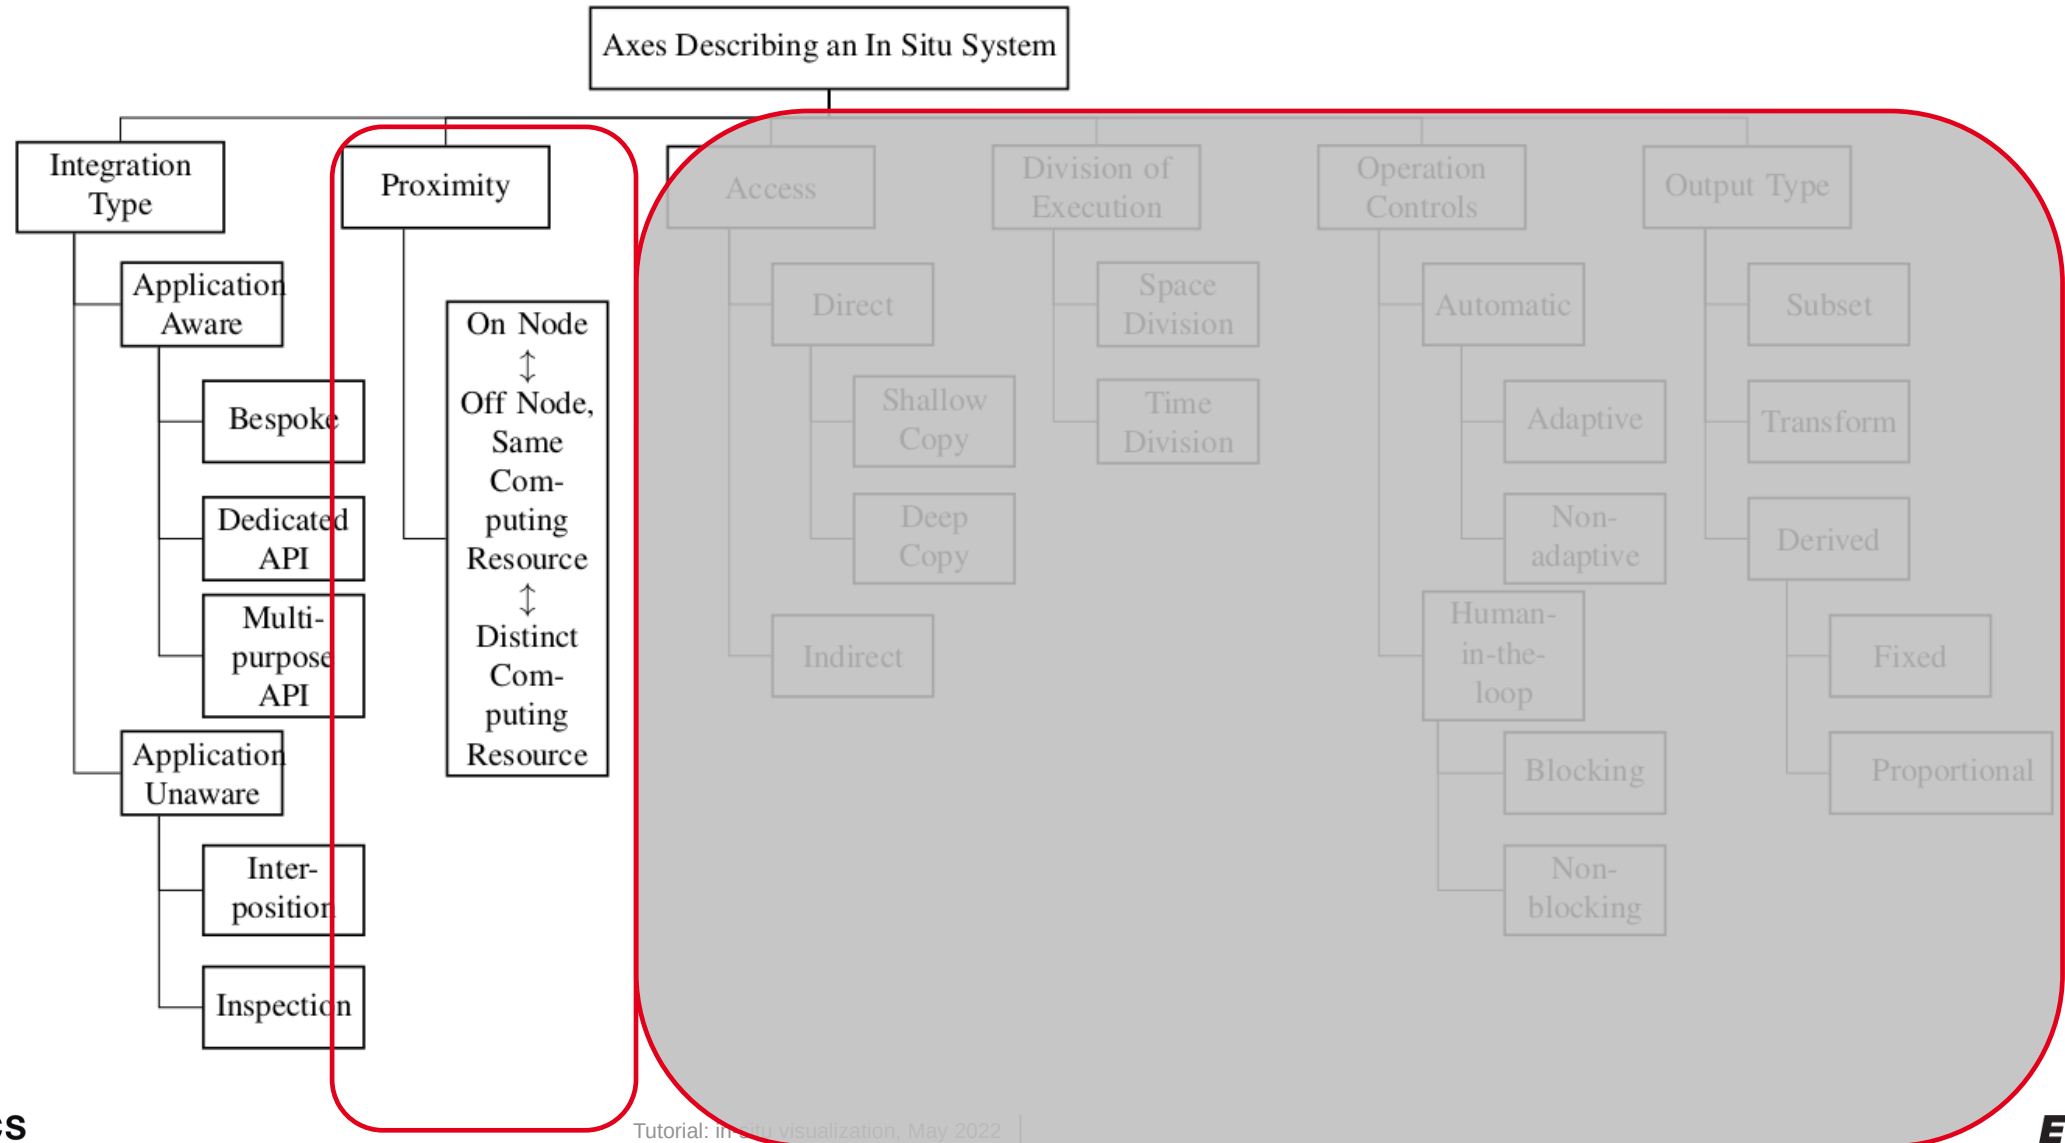 Axes Describing an In Situ System
Integration
Type
Application
Aware
Bespoke
Dedicated
API
Multi-
purpose
API
Application
Unaware
Inter-
position
Inspection
Proximity
On Node
↕
Off Node,
Same
Com-
puting
Resource
↕
Distinct
Com-
puting
Resource
Access
Direct
Shallow
Copy
Deep
Copy
Indirect
Division of
Execution
Space
Division
Time
Division
Operation
Controls
Automatic
Adaptive
Non-
adaptive
Human-
in-the-
loop
Blocking
Non-
blocking
Output Type
Subset
Transform
Derived
Fixed
Proportional
Tutorial: in-situ visualization, May 2022